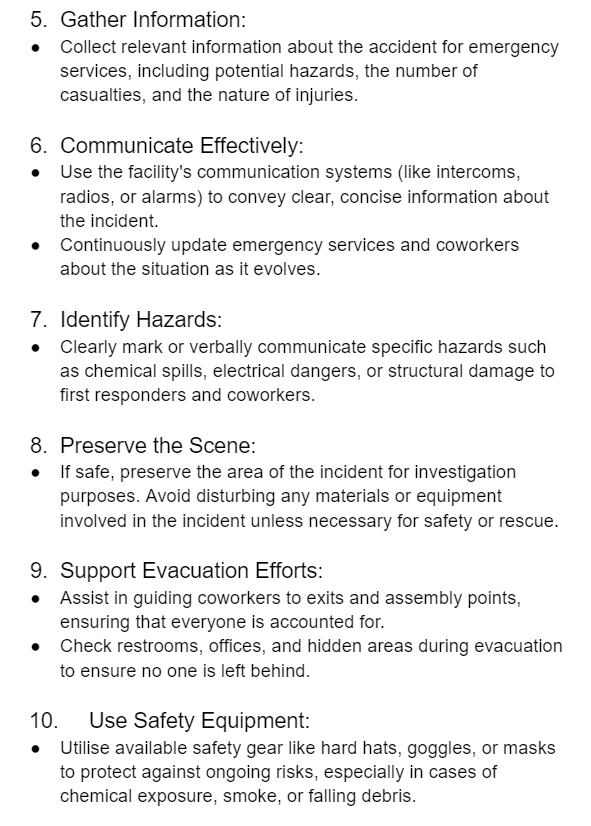 5. Gather Information:
● Collect relevant information about the accident for emergency
services, including potential hazards, the number of
casualties, and the nature of injuries.
6. Communicate Effectively:
● Use the facility's communication systems (like intercoms,
radios, or alarms) to convey clear, concise information about
the incident.
● Continuously update emergency services and coworkers
about the situation as it evolves.
7. Identify Hazards:
● Clearly mark or verbally communicate specific hazards such
as chemical spills, electrical dangers, or structural damage to
first responders and coworkers.
8. Preserve the Scene:
● If safe, preserve the area of the incident for investigation
purposes. Avoid disturbing any materials or equipment
involved in the incident unless necessary for safety or rescue.
9. Support Evacuation Efforts:
● Assist in guiding coworkers to exits and assembly points,
ensuring that everyone is accounted for.
● Check restrooms, offices, and hidden areas during evacuation
to ensure no one is left behind.
10. Use Safety Equipment:
● Utilise available safety gear like hard hats, goggles, or masks
to protect against ongoing risks, especially in cases of
chemical exposure, smoke, or falling debris.